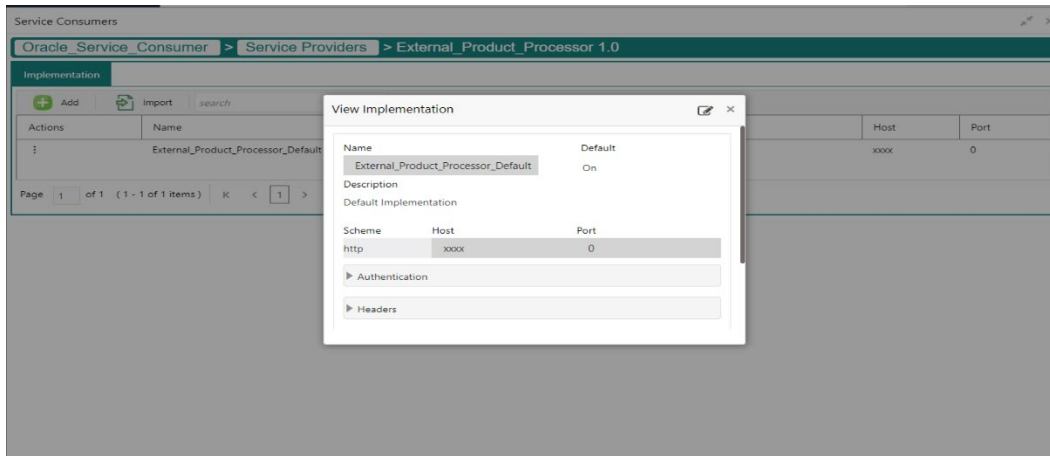 Service Consumers
Oracle_Service_Consumer > Service Providers > External_Product_Processor 1.0
Implementation
Add Import search
Actions Name Host Port
External_Product_Processor_Default xxxx 0
Page 1 of 1 (1 - 1 of 1 items) K < 1 >
View Implementation
Name Default
External_Product_Processor_Default On
Description
Default Implementation
Scheme Host Port
http xxxx 0
Authentication
Headers